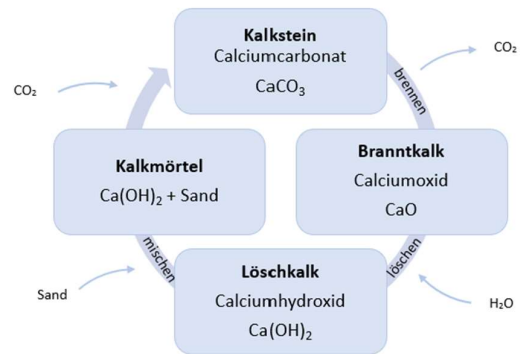 Kalkstein
Calciumcarbonat
CaCO₃
CO₂
brennen
CO₂
Branntkalk
Calciumoxid
CaO
löschen
H₂O
Löschkalk
Calciumhydroxid
Ca(OH)₂
mischen
Sand
Kalkmörtel
Ca(OH)₂ + Sand